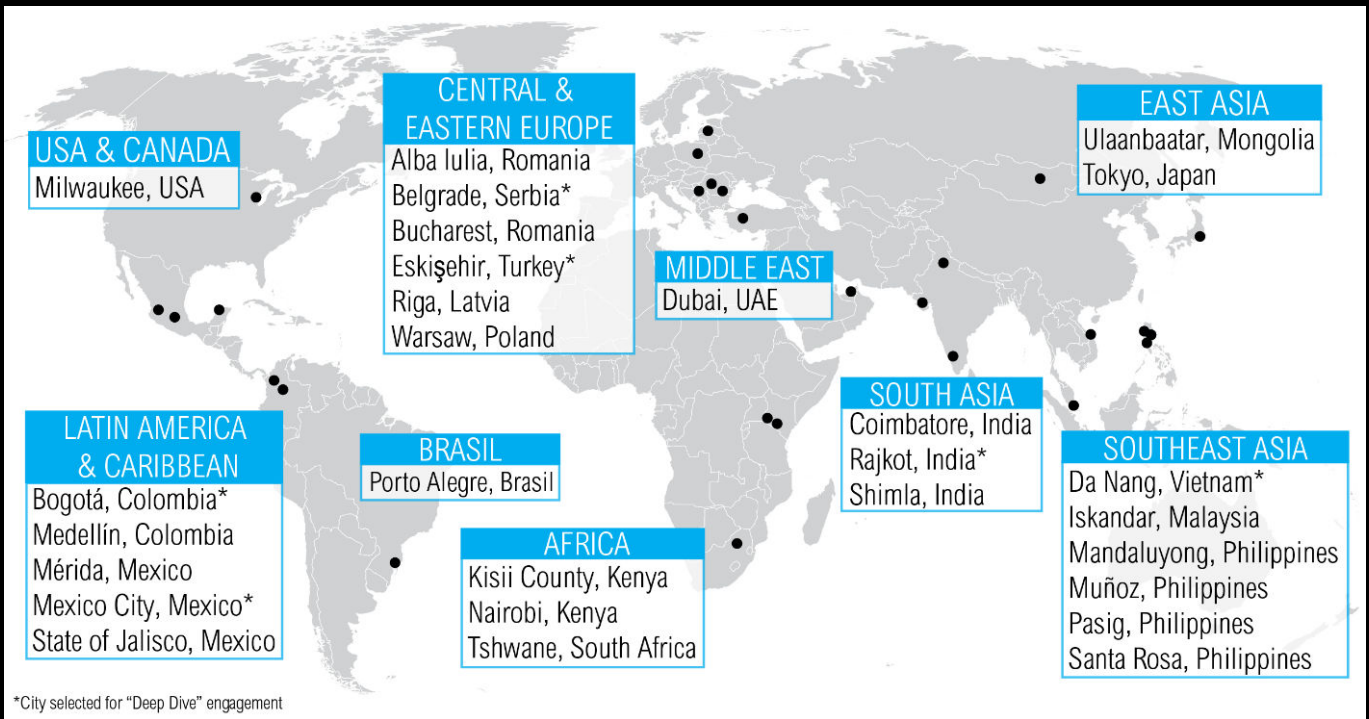 USA & CANADA
Milwaukee, USA
CENTRAL &
EASTERN EUROPE
Alba Iulia, Romania
Belgrade, Serbia*
Bucharest, Romania
Eskişehir, Turkey*
Riga, Latvia
Warsaw, Poland
EAST ASIA
Ulaanbaatar, Mongolia
Tokyo, Japan
MIDDLE EAST
Dubai, UAE
LATIN AMERICA
& CARIBBEAN
Bogotá, Colombia*
Medellín, Colombia
Mérida, Mexico
Mexico City, Mexico*
State of Jalisco, Mexico
BRASIL
Porto Alegre, Brasil
AFRICA
Kisii County, Kenya
Nairobi, Kenya
Tshwane, South Africa
SOUTH ASIA
Coimbatore, India
Rajkot, India*
Shimla, India
SOUTHEAST ASIA
Da Nang, Vietnam*
Iskandar, Malaysia
Mandaluyong, Philippines
Muñoz, Philippines
Pasig, Philippines
Santa Rosa, Philippines
*City selected for “Deep Dive” engagement